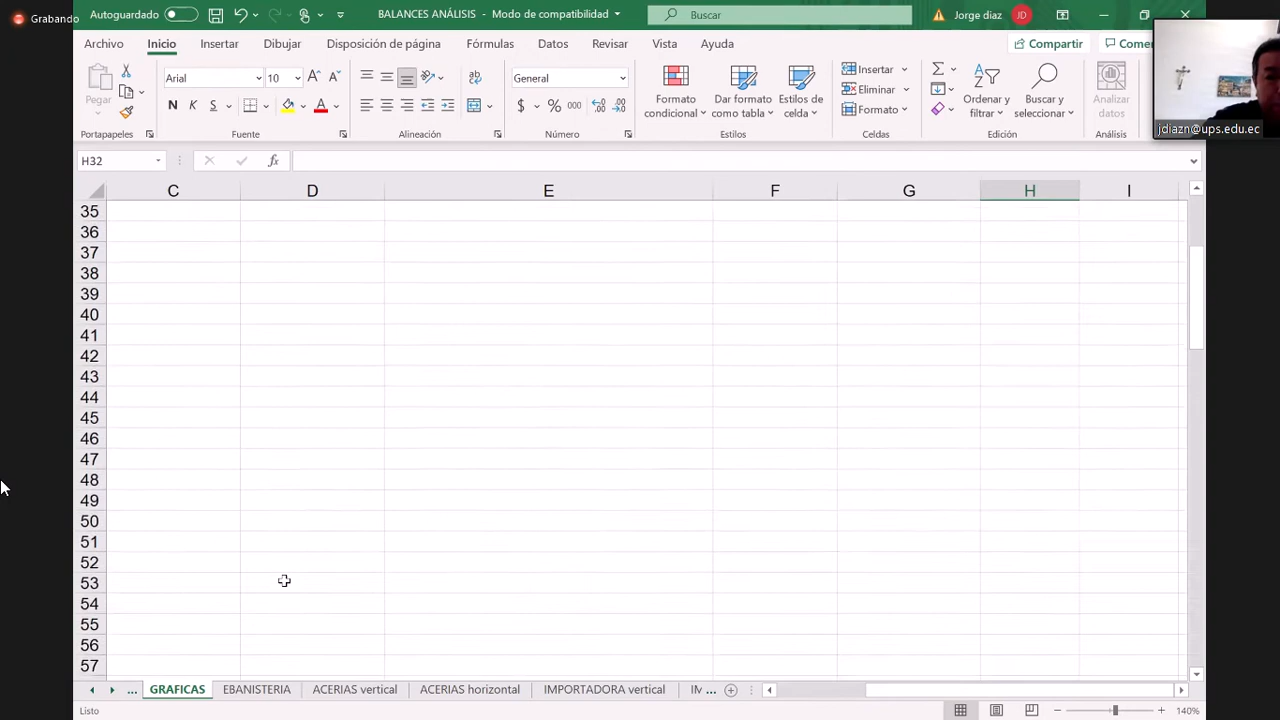 Grabando
Autoguardado
BALANCES ANÁLISIS - Modo de compatibilidad
Buscar
Jorge diaz
JD
Archivo Inicio Insertar Dibujar Disposición de página Fórmulas Datos Revisar Vista Ayuda
Compartir
Comen
Pegar
Portapapeles
Arial 10
N K S
Fuente
Alineación
General
$ % 000
Número
Formato condicional
Dar formato como tabla
Estilos de celda
Estilos
Insertar
Eliminar
Formato
Celdas
Ordenar y filtrar
Buscar y seleccionar
Edición
Analizar datos
Análisis
jdiazn@ups.edu.ec
H32
fx
C D E F G H I
35
36
37
38
39
40
41
42
43
44
45
46
47
48
49
50
51
52
53
54
55
56
57
... GRAFICAS EBANISTERIA ACERIAS vertical ACERIAS horizontal IMPORTADORA vertical IM ...
Listo
140%